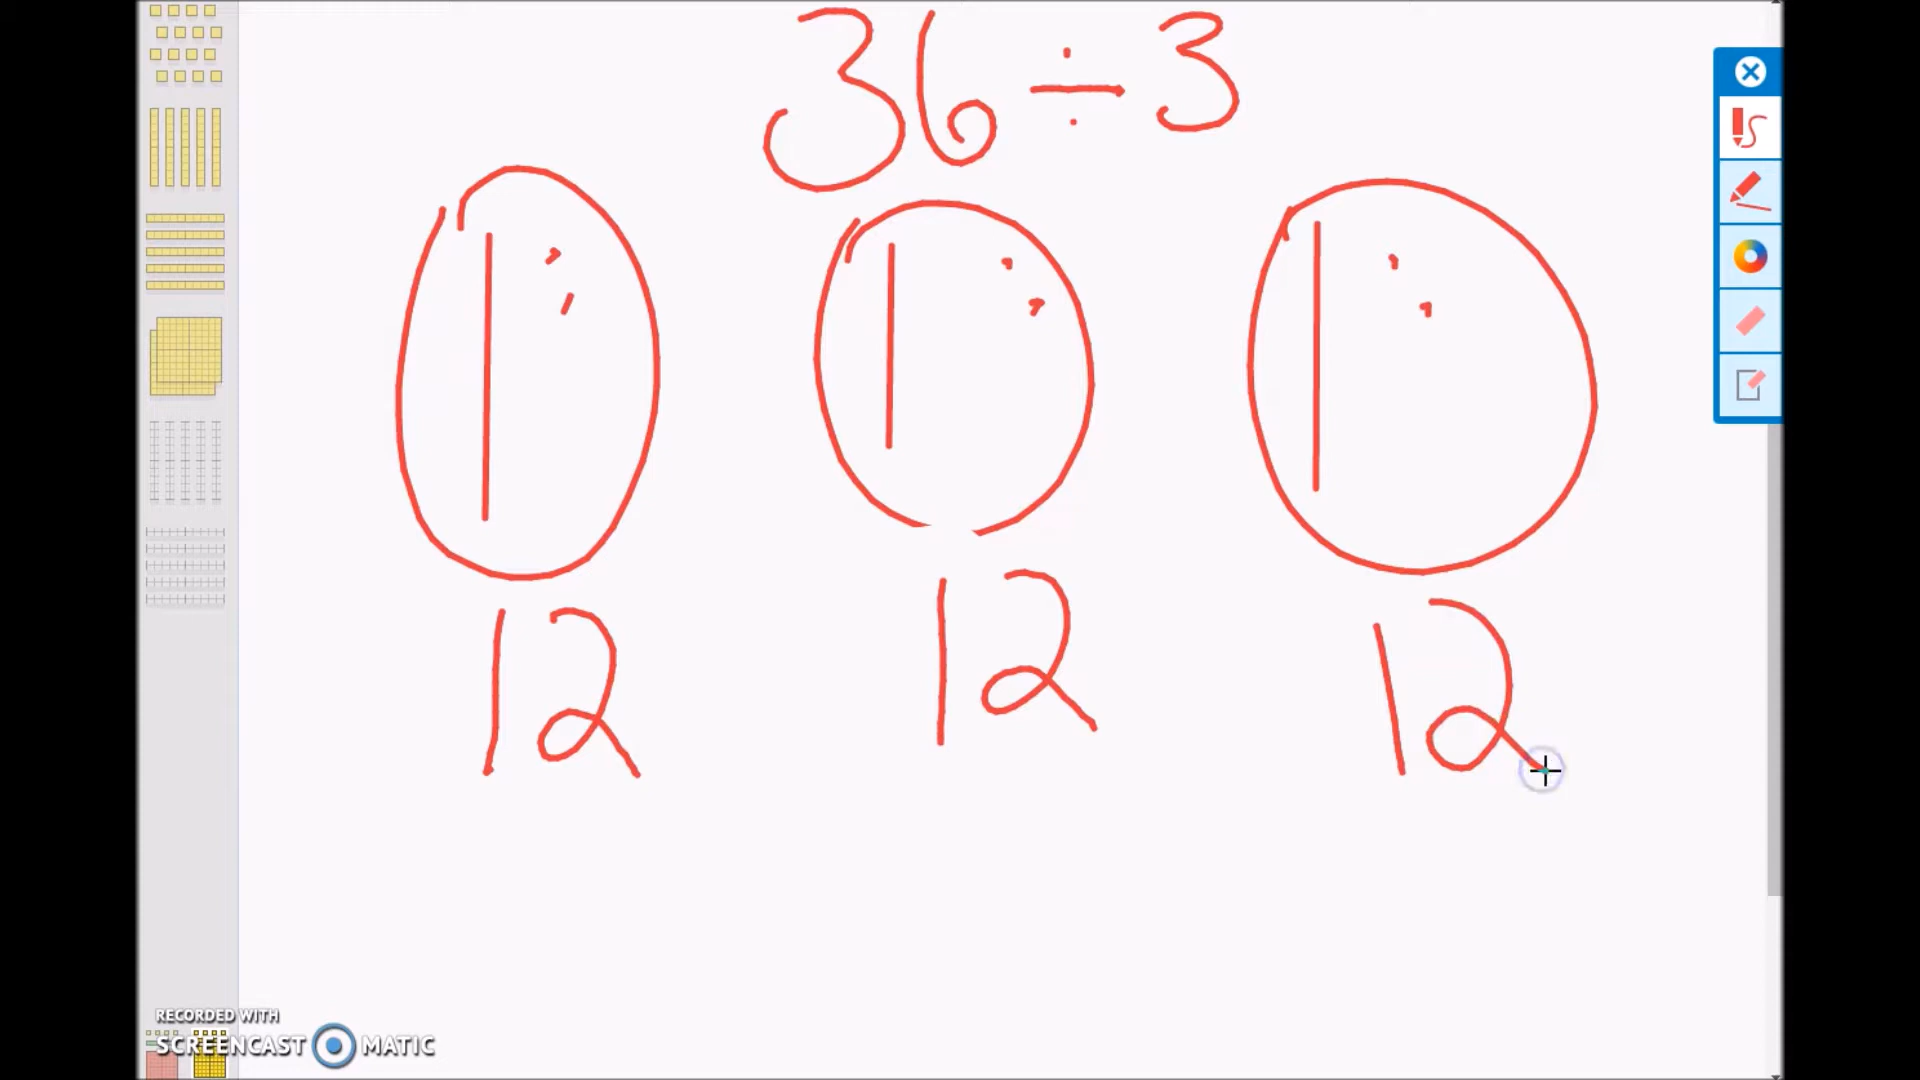 36 ÷ 3
12 12 12
RECORDED WITH
SCREENCAST MATIC